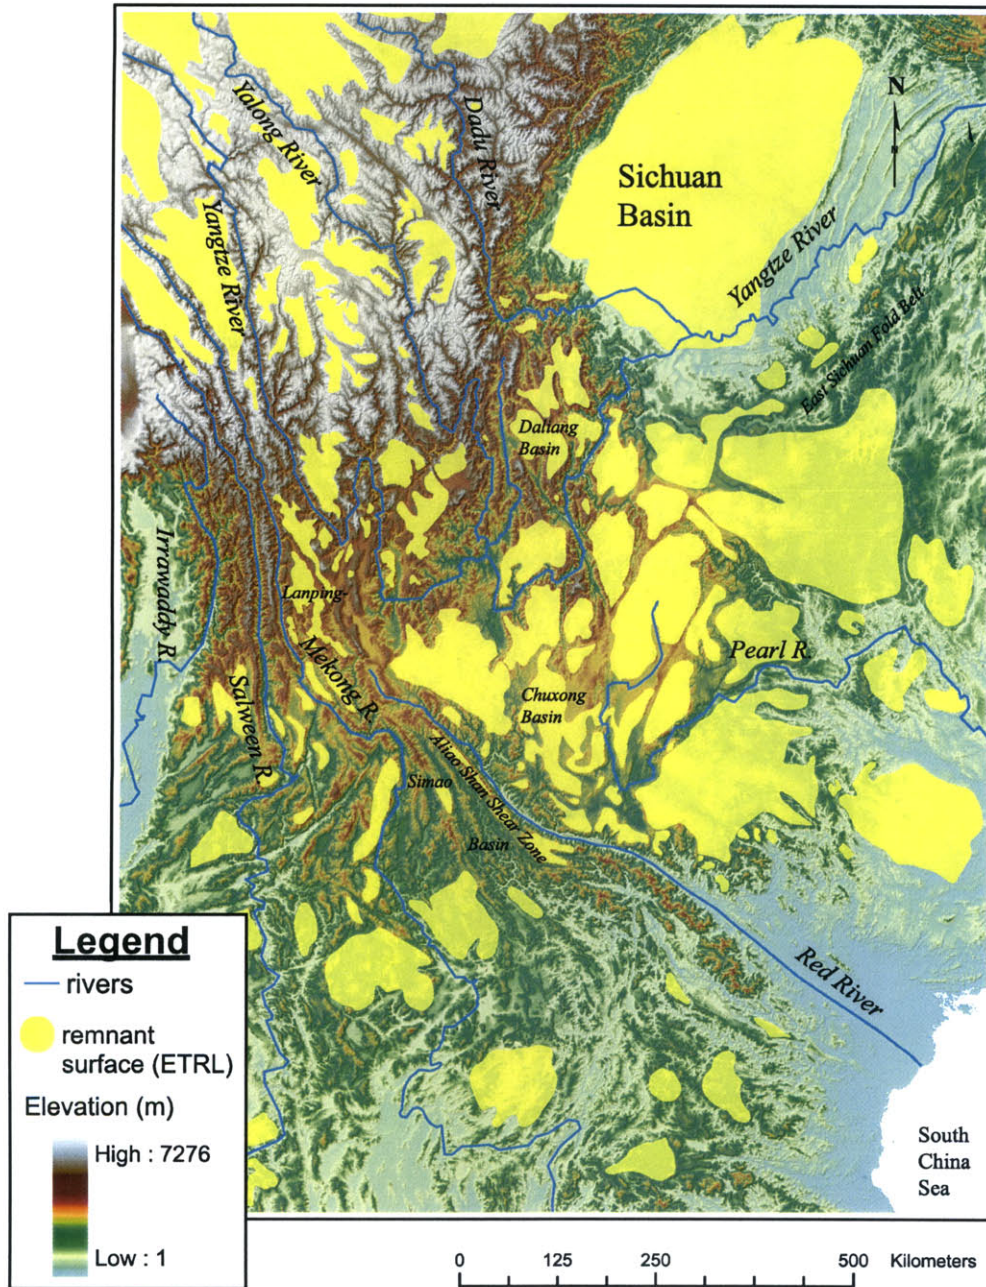 Yalong River
Dadu River
Yangtze River
Sichuan
Basin
N
Yangtze River
East Sichuan Fold Belt
Daliang
Basin
Irrawaddy R.
Lanping-
Mekong R.
Salween R.
Pearl R.
Chuxong
Basin
Simao
Basin
Aliao Shan Shear Zone
Red River
South
China
Sea
Legend
rivers
remnant
surface (ETRL)
Elevation (m)
High : 7276
Low : 1
0 125 250 500 Kilometers